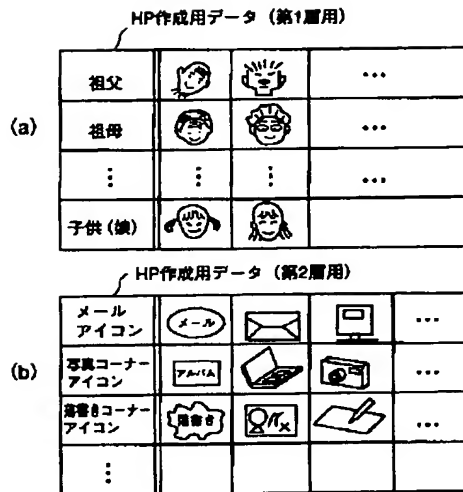 HP作成用データ（第1層用）
(a)
祖父
…
祖母
…
⋮ ⋮ ⋮ …
子供（娘）
HP作成用データ（第2層用）
(b)
メール
アイコン
メール
…
写真コーナー
アイコン
アルバム
…
落書きコーナー
アイコン
落書き
…
⋮